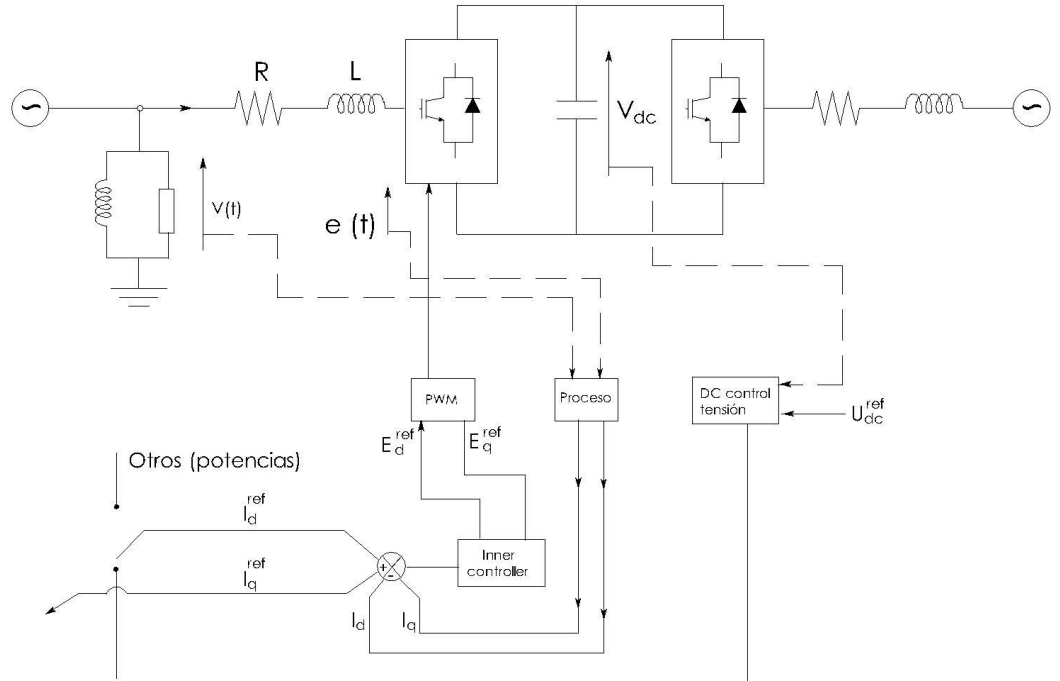 R
L
V_dc
V(t)
e (t)
PWM
Proceso
DC control
tensión
U_dc^ref
E_d^ref
E_q^ref
Otros (potencias)
I_d^ref
I_q^ref
+
-
Inner
controller
I_d
I_q